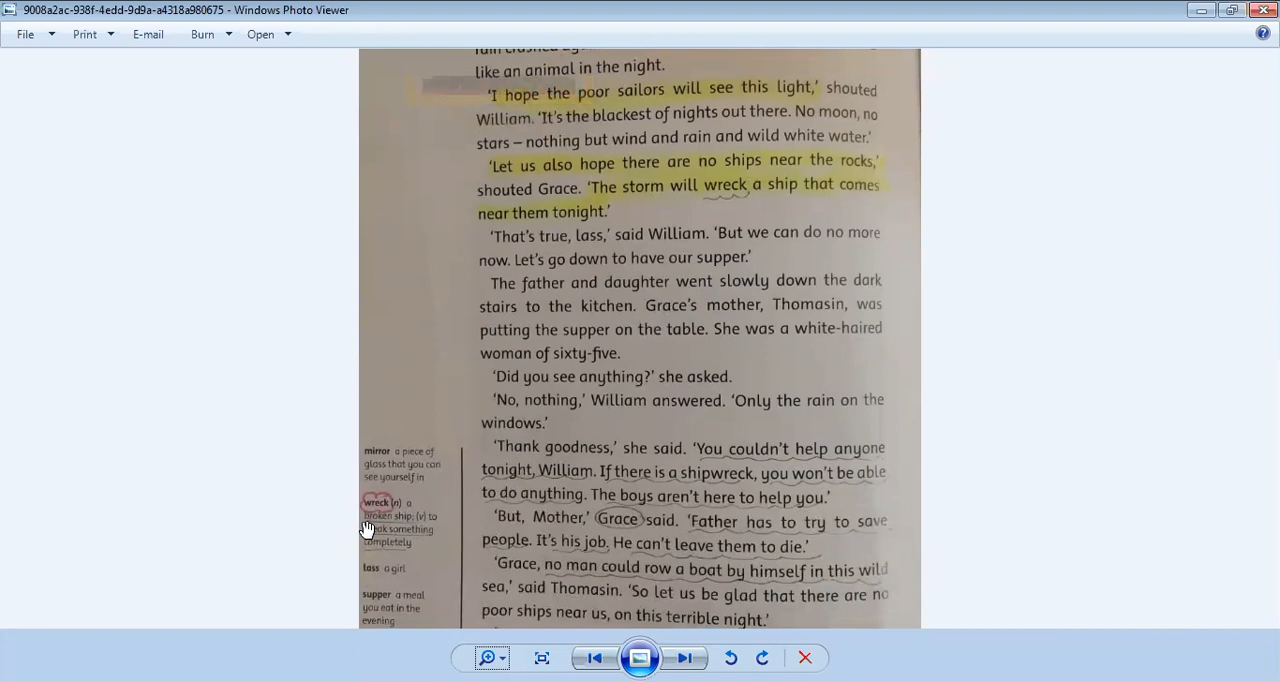 9008a2ac-938f-4edd-9d9a-a4318a980675 - Windows Photo Viewer
File Print E-mail Burn Open
like an animal in the night.
‘I hope the poor sailors will see this light,’ shouted
William. ‘It’s the blackest of nights out there. No moon, no
stars – nothing but wind and rain and wild white water.’
‘Let us also hope there are no ships near the rocks,’
shouted Grace. ‘The storm will wreck a ship that comes
near them tonight.’
‘That’s true, lass,’ said William. ‘But we can do no more
now. Let’s go down to have our supper.’
The father and daughter went slowly down the dark
stairs to the kitchen. Grace’s mother, Thomasin, was
putting the supper on the table. She was a white-haired
woman of sixty-five.
‘Did you see anything?’ she asked.
‘No, nothing,’ William answered. ‘Only the rain on the
windows.’
‘Thank goodness,’ she said. ‘You couldn’t help anyone
tonight, William. If there is a shipwreck, you won’t be able
to do anything. The boys aren’t here to help you.’
‘But, Mother,’ Grace said. ‘Father has to try to save
people. It’s his job. He can’t leave them to die.’
‘Grace, no man could row a boat by himself in this wild
sea,’ said Thomasin. ‘So let us be glad that there are no
poor ships near us, on this terrible night.’
mirror a piece of
glass that you can
see yourself in
wreck (n) a
broken ship; (v) to
something
completely
lass a girl
supper a meal
you eat in the
evening